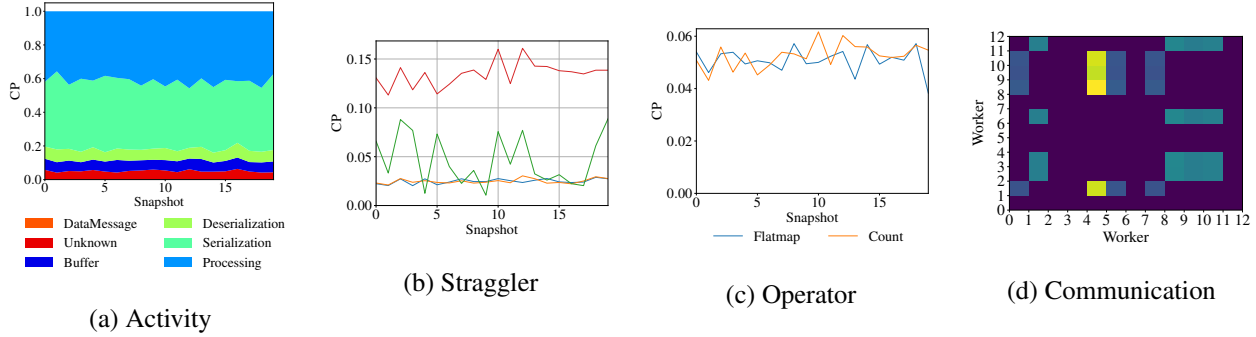 1.0
0.8
0.6
0.4
0.2
0.0
CP
0 5 10 15
Snapshot
DataMessage Deserialization
Unknown Serialization
Buffer Processing
(a) Activity
0.15
0.10
0.05
0.00
CP
0 5 10 15
Snapshot
(b) Straggler
0.06
0.04
0.02
0.00
CP
0 5 10 15
Snapshot
Flatmap Count
(c) Operator
12
11
10
9
8
7
6
5
4
3
2
1
0
Worker
0 1 2 3 4 5 6 7 8 9 10 11 12
Worker
(d) Communication